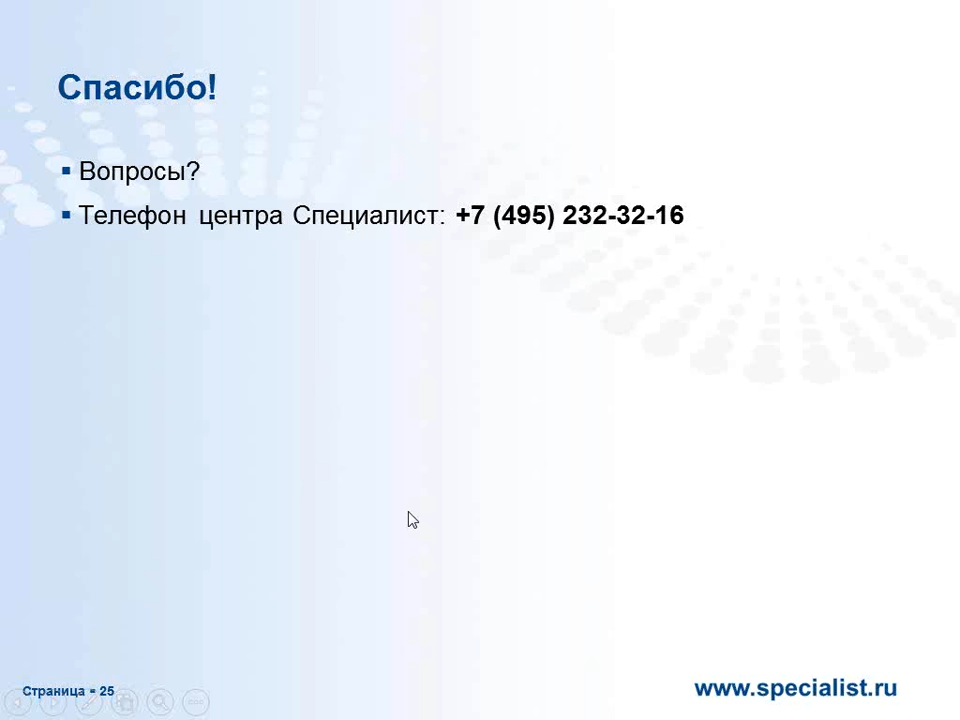 Спасибо!
Вопросы?
Телефон центра Специалист: +7 (495) 232-32-16
Страница ▪ 25
www.specialist.ru